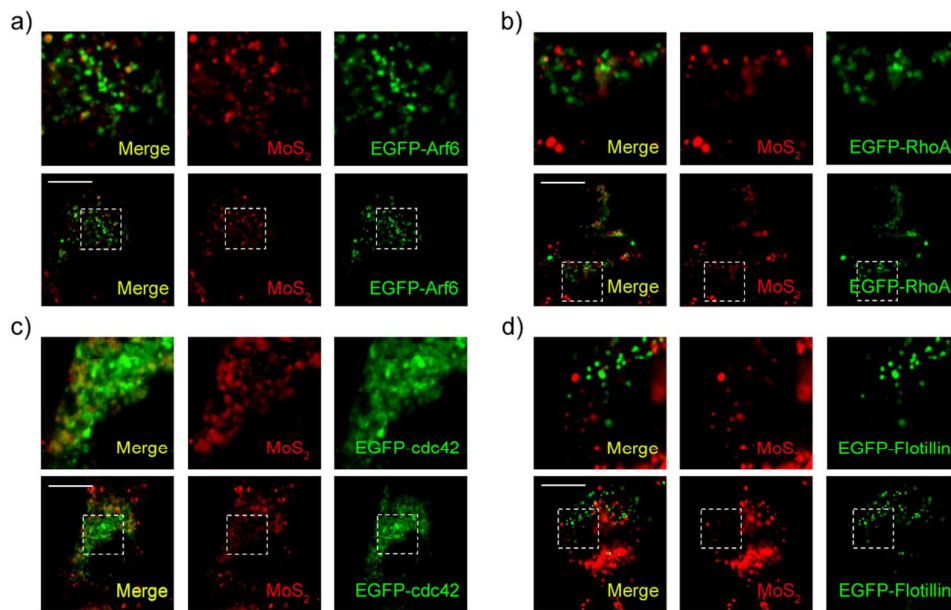 a)
Merge
MoS₂
EGFP-Arf6
Merge
MoS₂
EGFP-Arf6
b)
Merge
MoS₂
EGFP-RhoA
Merge
MoS₂
EGFP-RhoA
c)
Merge
MoS₂
EGFP-cdc42
Merge
MoS₂
EGFP-cdc42
d)
Merge
MoS₂
EGFP-Flotillin
Merge
MoS₂
EGFP-Flotillin